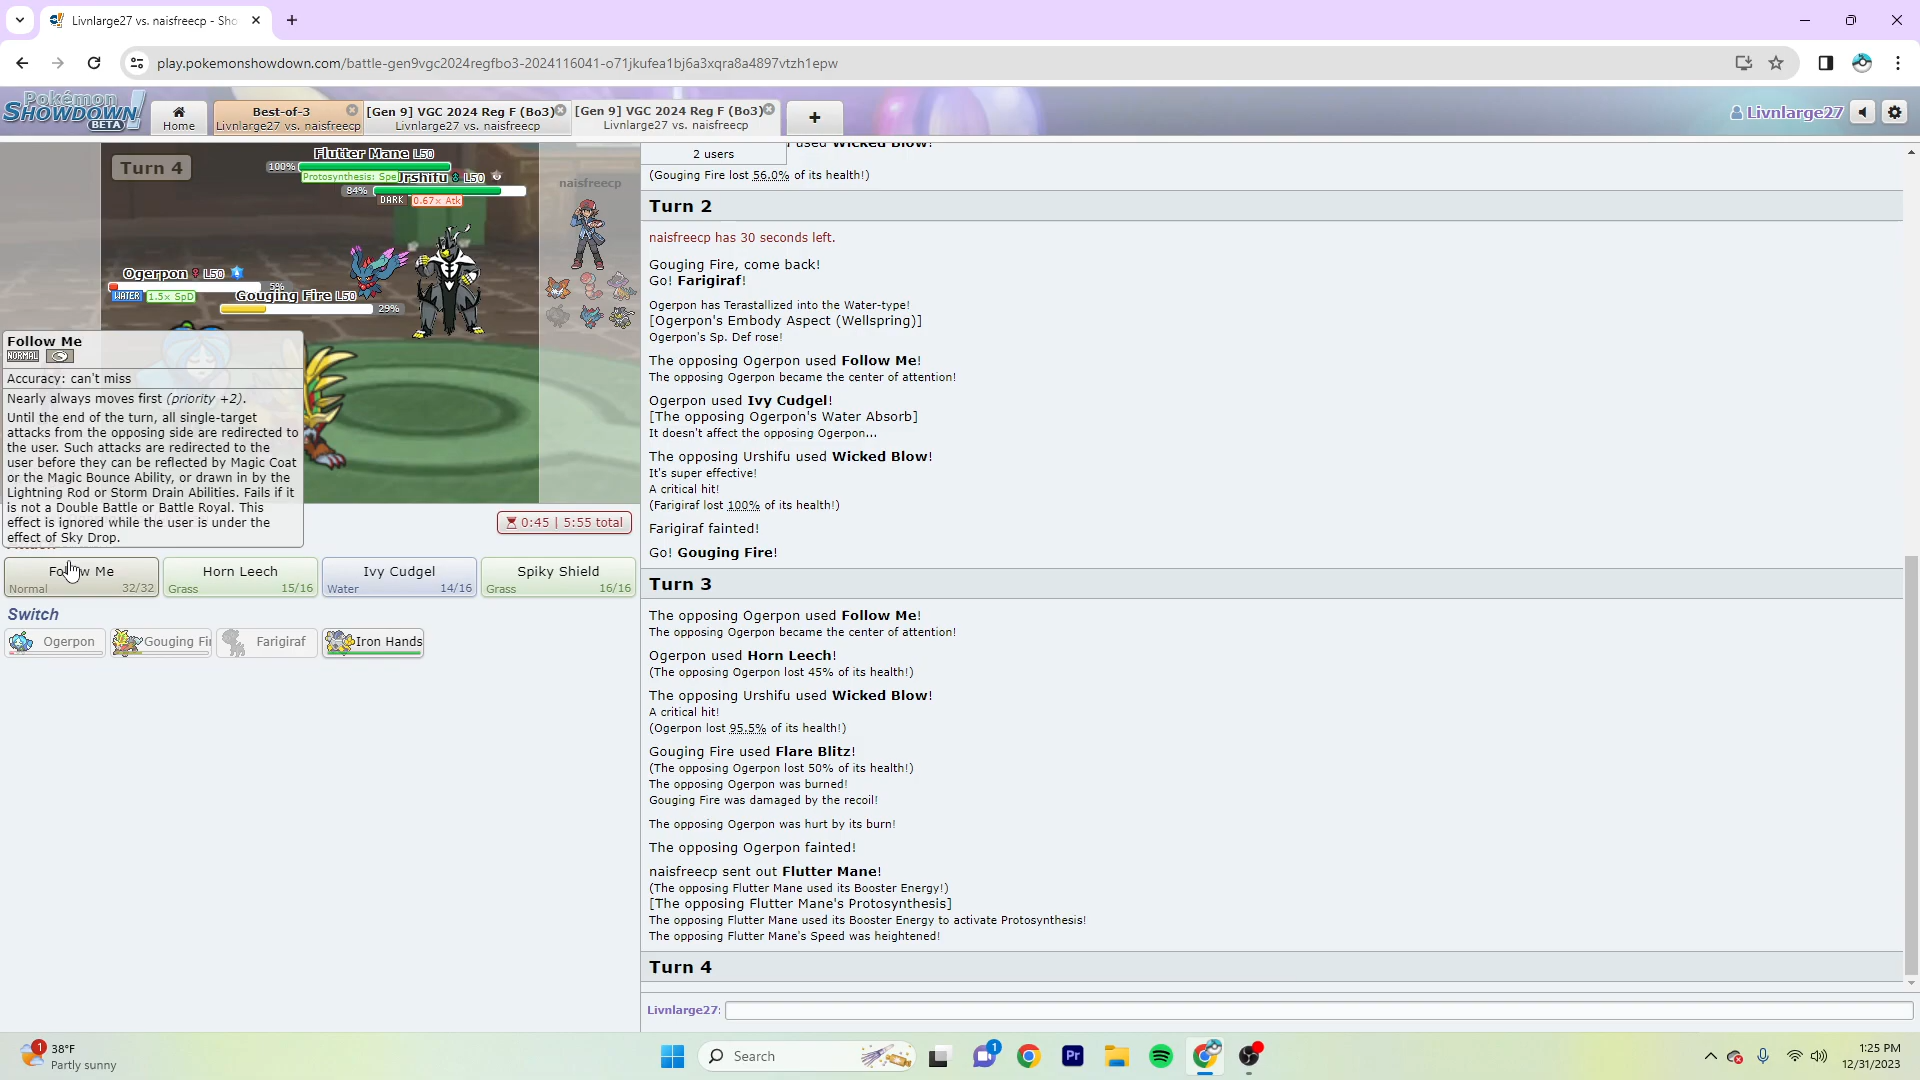 Livnlarge27 vs. naisfreecp - Sho
play.pokemonshowdown.com/battle-gen9vgc2024regfbo3-2024116041-o71jkufea1bj6a3xqra8a4897vtzh1epw
Pokémon
SHOWDOWN!
BETA
Home
Best-of-3
Livnlarge27 vs. naisfreecp
[Gen 9] VGC 2024 Reg F (Bo3)
Livnlarge27 vs. naisfreecp
[Gen 9] VGC 2024 Reg F (Bo3)
Livnlarge27 vs. naisfreecp
Livnlarge27
Turn 4
Flutter Mane L50
100%
Protosynthesis: Spe
Urshifu L50
84%
DARK 0.67× Atk
naisfreecp
Ogerpon L50
5%
WATER 1.5× SpD
Gouging Fire L50
29%
Follow Me
NORMAL
Accuracy: can't miss
Nearly always moves first (priority +2).
Until the end of the turn, all single-target
attacks from the opposing side are redirected to
the user. Such attacks are redirected to the
user before they can be reflected by Magic Coat
or the Magic Bounce Ability, or drawn in by the
Lightning Rod or Storm Drain Abilities. Fails if it
is not a Double Battle or Battle Royal. This
effect is ignored while the user is under the
effect of Sky Drop.
0:45 | 5:55 total
Follow Me
Normal 32/32
Horn Leech
Grass 15/16
Ivy Cudgel
Water 14/16
Spiky Shield
Grass 16/16
Switch
Ogerpon
Gouging Fi
Farigiraf
Iron Hands
2 users
used Wicked Blow!
(Gouging Fire lost 56.0% of its health!)
Turn 2
naisfreecp has 30 seconds left.
Gouging Fire, come back!
Go! Farigiraf!
Ogerpon has Terastallized into the Water-type!
[Ogerpon's Embody Aspect (Wellspring)]
Ogerpon's Sp. Def rose!
The opposing Ogerpon used Follow Me!
The opposing Ogerpon became the center of attention!
Ogerpon used Ivy Cudgel!
[The opposing Ogerpon's Water Absorb]
It doesn't affect the opposing Ogerpon...
The opposing Urshifu used Wicked Blow!
It's super effective!
A critical hit!
(Farigiraf lost 100% of its health!)
Farigiraf fainted!
Go! Gouging Fire!
Turn 3
The opposing Ogerpon used Follow Me!
The opposing Ogerpon became the center of attention!
Ogerpon used Horn Leech!
(The opposing Ogerpon lost 45% of its health!)
The opposing Urshifu used Wicked Blow!
A critical hit!
(Ogerpon lost 95.5% of its health!)
Gouging Fire used Flare Blitz!
(The opposing Ogerpon lost 50% of its health!)
The opposing Ogerpon was burned!
Gouging Fire was damaged by the recoil!
The opposing Ogerpon was hurt by its burn!
The opposing Ogerpon fainted!
naisfreecp sent out Flutter Mane!
(The opposing Flutter Mane used its Booster Energy!)
[The opposing Flutter Mane's Protosynthesis]
The opposing Flutter Mane used its Booster Energy to activate Protosynthesis!
The opposing Flutter Mane's Speed was heightened!
Turn 4
Livnlarge27:
1
38°F
Partly sunny
Search
1
Pr
1:25 PM
12/31/2023